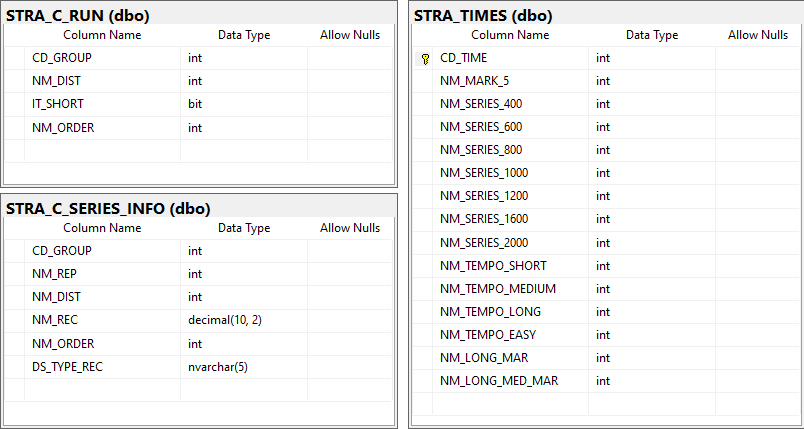 STRA_C_RUN (dbo)
Column Name Data Type Allow Nulls
CD_GROUP int
NM_DIST int
IT_SHORT bit
NM_ORDER int
STRA_C_SERIES_INFO (dbo)
Column Name Data Type Allow Nulls
CD_GROUP int
NM_REP int
NM_DIST int
NM_REC decimal(10, 2)
NM_ORDER int
DS_TYPE_REC nvarchar(5)
STRA_TIMES (dbo)
Column Name Data Type Allow Nulls
CD_TIME int
NM_MARK_5 int
NM_SERIES_400 int
NM_SERIES_600 int
NM_SERIES_800 int
NM_SERIES_1000 int
NM_SERIES_1200 int
NM_SERIES_1600 int
NM_SERIES_2000 int
NM_TEMPO_SHORT int
NM_TEMPO_MEDIUM int
NM_TEMPO_LONG int
NM_TEMPO_EASY int
NM_LONG_MAR int
NM_LONG_MED_MAR int